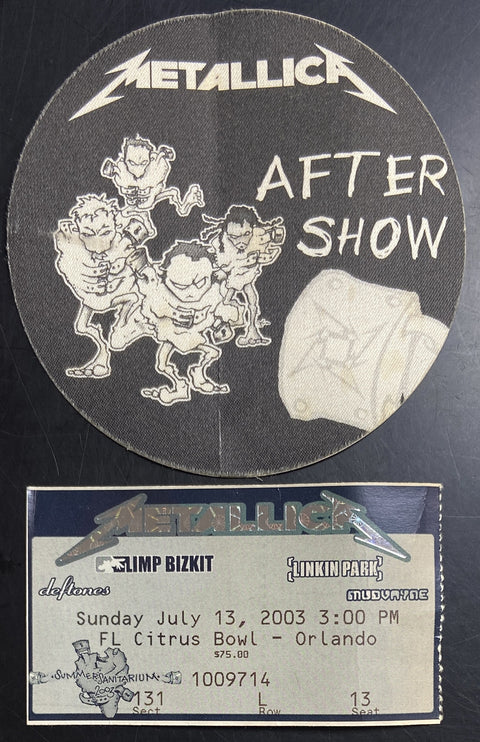 METALLICA
AFTER
SHOW
METALLICA
LIMP BIZKIT
[LINKIN PARK]
deftones
MUDVAYNE
Sunday July 13, 2003 3:00 PM
FL Citrus Bowl - Orlando
$75.00
SUMMER SANITARIUM
2003
1009714
131 L 13
Sect Row Seat